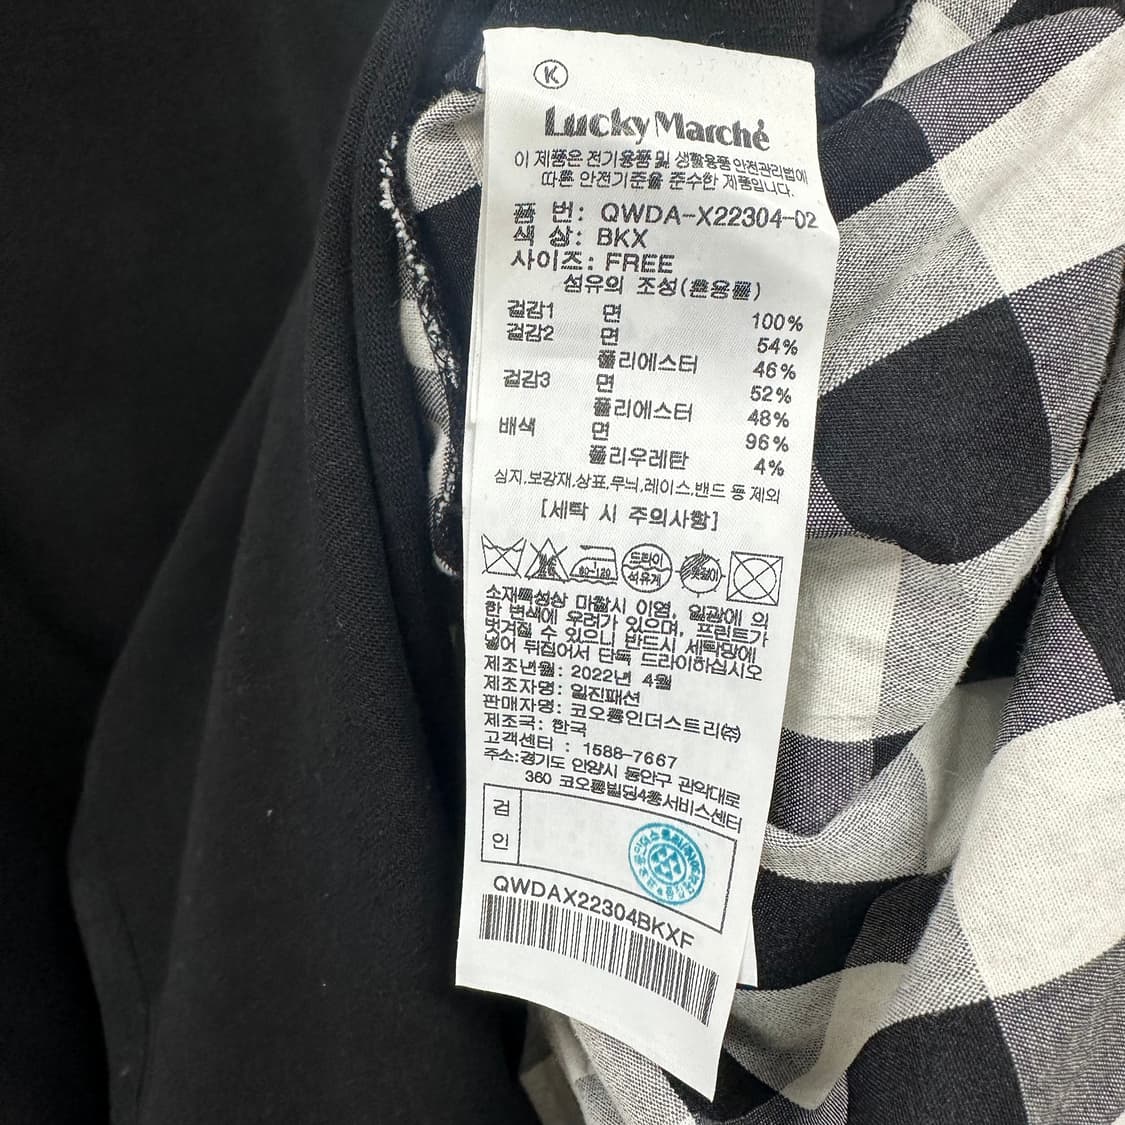 K
Lucky Marché
이 제품은 전기용품 및 생활용품 안전관리법에
따른 안전기준을 준수한 제품입니다.
품 번: QWDA-X22304-02
색 상: BKX
사이즈: FREE
섬유의 조성(혼용률)
겉감1 면 100%
겉감2 면 54%
폴리에스터 46%
겉감3 면 52%
폴리에스터 48%
배색 면 96%
폴리우레탄 4%
심지,보강재,상표,무늬,레이스,밴드 등 제외
[세탁 시 주의사항]
80-120
드라이
석유계
옷걸이
소재특성상 마찰시 이염, 일광에 의
한 변색에 우려가 있으며, 프린트가
벗겨질 수 있으니 반드시 세탁망에
넣어 뒤집어서 단독 드라이하십시오
제조년월: 2022년 4월
제조자명: 일진패션
판매자명: 코오롱인더스트리㈜
제조국: 한국
고객센터 : 1588-7667
주소:경기도 안양시 동안구 관악대로
360 코오롱빌딩4층서비스센터
검
인
QWDAX22304BKXF